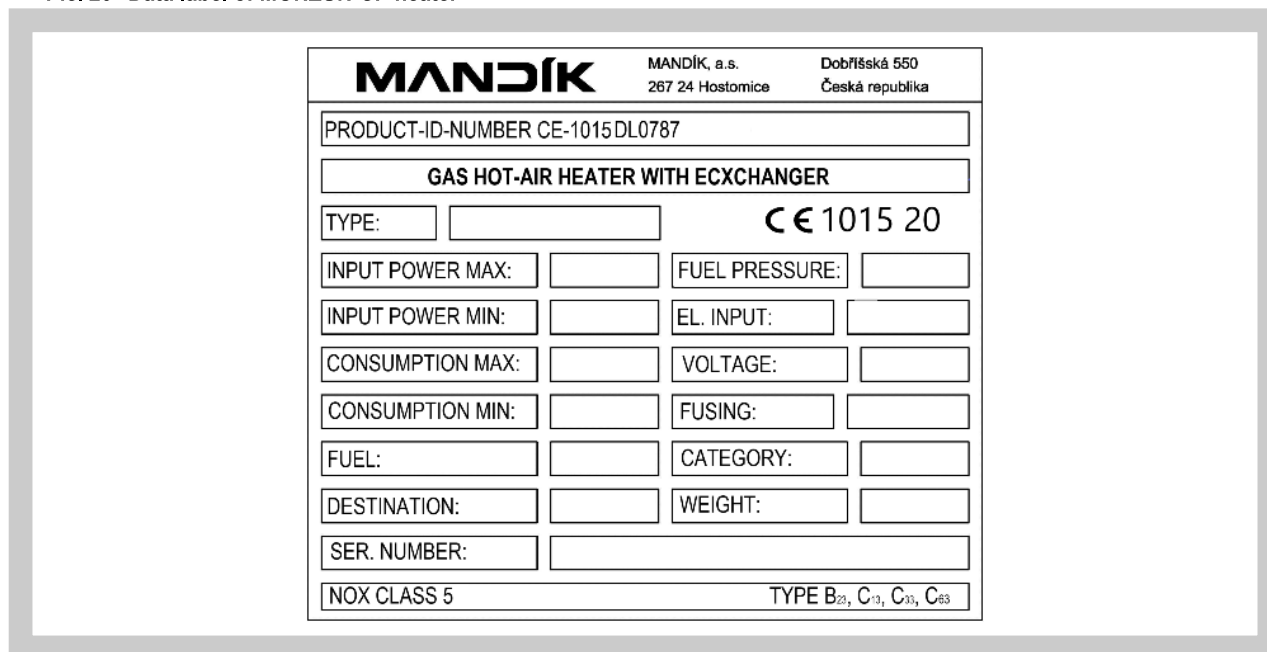 MANDÍK
MANDÍK, a.s. Dobříšská 550
267 24 Hostomice Česká republika
PRODUCT-ID-NUMBER CE-1015DL0787
GAS HOT-AIR HEATER WITH ECXCHANGER
TYPE: CE 1015 20
INPUT POWER MAX: FUEL PRESSURE:
INPUT POWER MIN: EL. INPUT:
CONSUMPTION MAX: VOLTAGE:
CONSUMPTION MIN: FUSING:
FUEL: CATEGORY:
DESTINATION: WEIGHT:
SER. NUMBER:
NOX CLASS 5 TYPE B₂₃, C₁₃, C₃₃, C₆₃